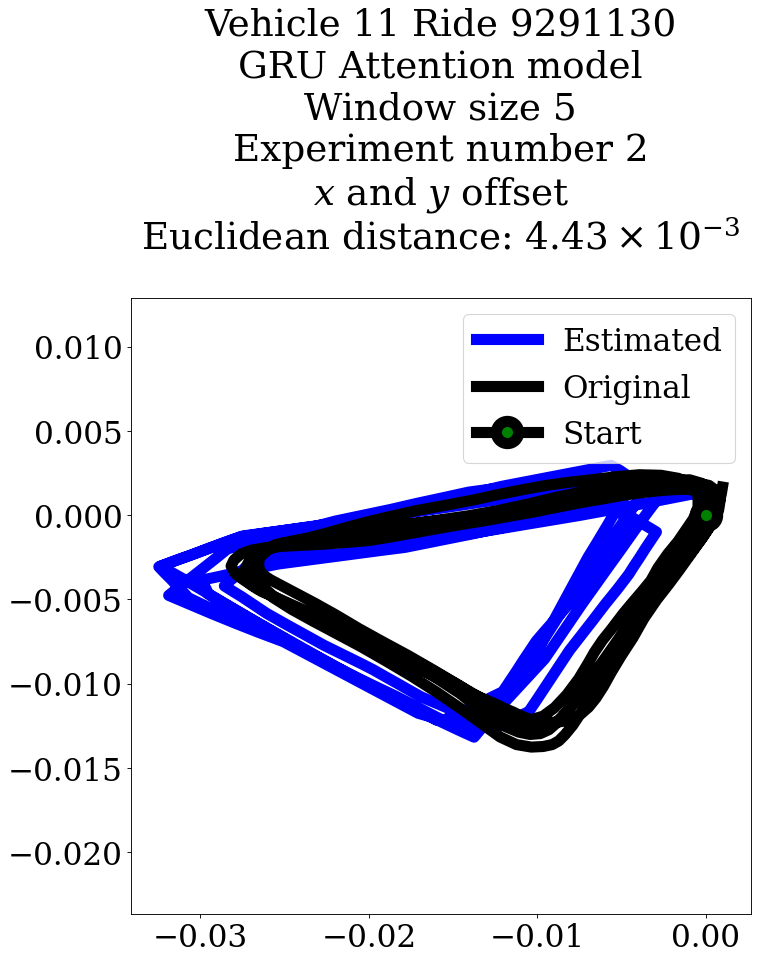 Vehicle 11 Ride 9291130
GRU Attention model
Window size 5
Experiment number 2
x and y offset
Euclidean distance: 4.43 × 10⁻³
Estimated
Original
Start
0.010
0.005
0.000
−0.005
−0.010
−0.015
−0.020
−0.03 −0.02 −0.01 0.00